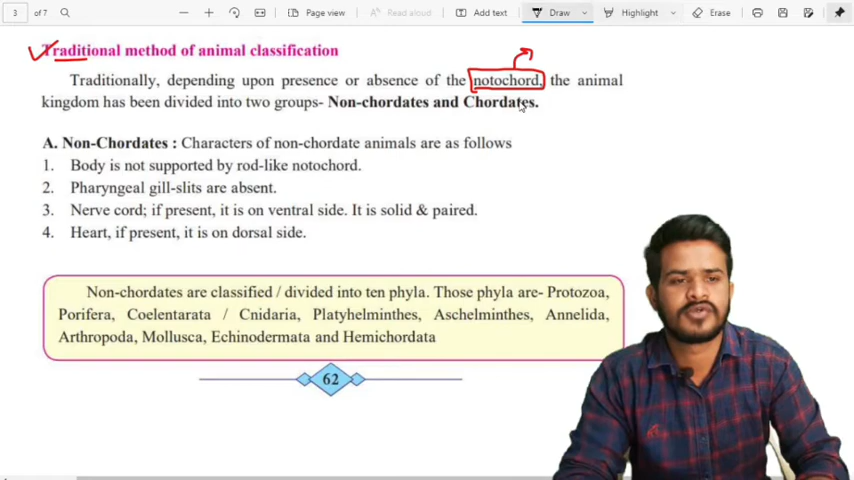 3 of 7
Page view
Read aloud
Add text
Draw
Highlight
Erase
Traditional method of animal classification
Traditionally, depending upon presence or absence of the notochord, the animal
kingdom has been divided into two groups- Non-chordates and Chordates.
A. Non-Chordates : Characters of non-chordate animals are as follows
1. Body is not supported by rod-like notochord.
2. Pharyngeal gill-slits are absent.
3. Nerve cord; if present, it is on ventral side. It is solid & paired.
4. Heart, if present, it is on dorsal side.
Non-chordates are classified / divided into ten phyla. Those phyla are- Protozoa,
Porifera, Coelentarata / Cnidaria, Platyhelminthes, Aschelminthes, Annelida,
Arthropoda, Mollusca, Echinodermata and Hemichordata
62